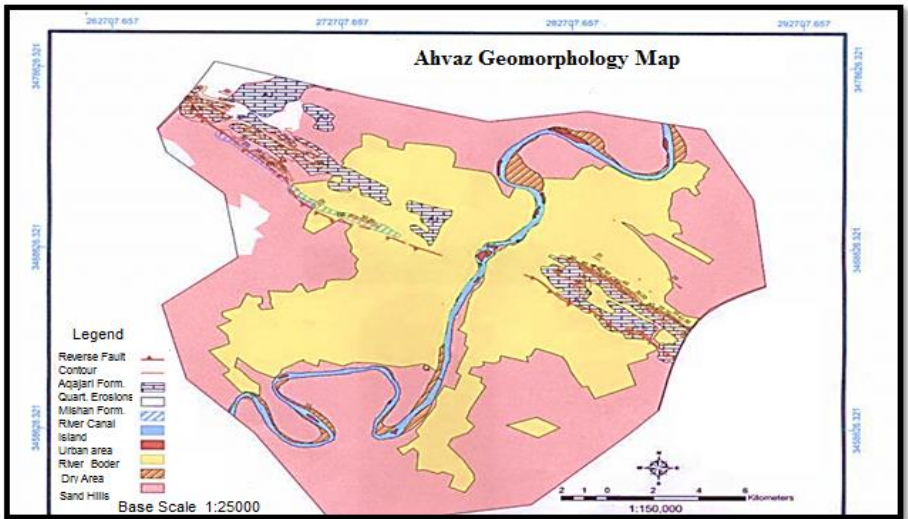 262707.657 272707.657 282707.657 292707.657
Ahvaz Geomorphology Map
3478626.321 3478626.321
3468626.321 3468626.321
3458626.321 3458626.321
Legend
Reverse Fault
Contour
Aqajari Form.
Quart. Erosions
Mishan Form.
River Canal
Island
Urban area
River Boder
Dry Area
Sand Hills
Base Scale 1:25000
2 1 0 2 4 6
Kilometers
1:150,000